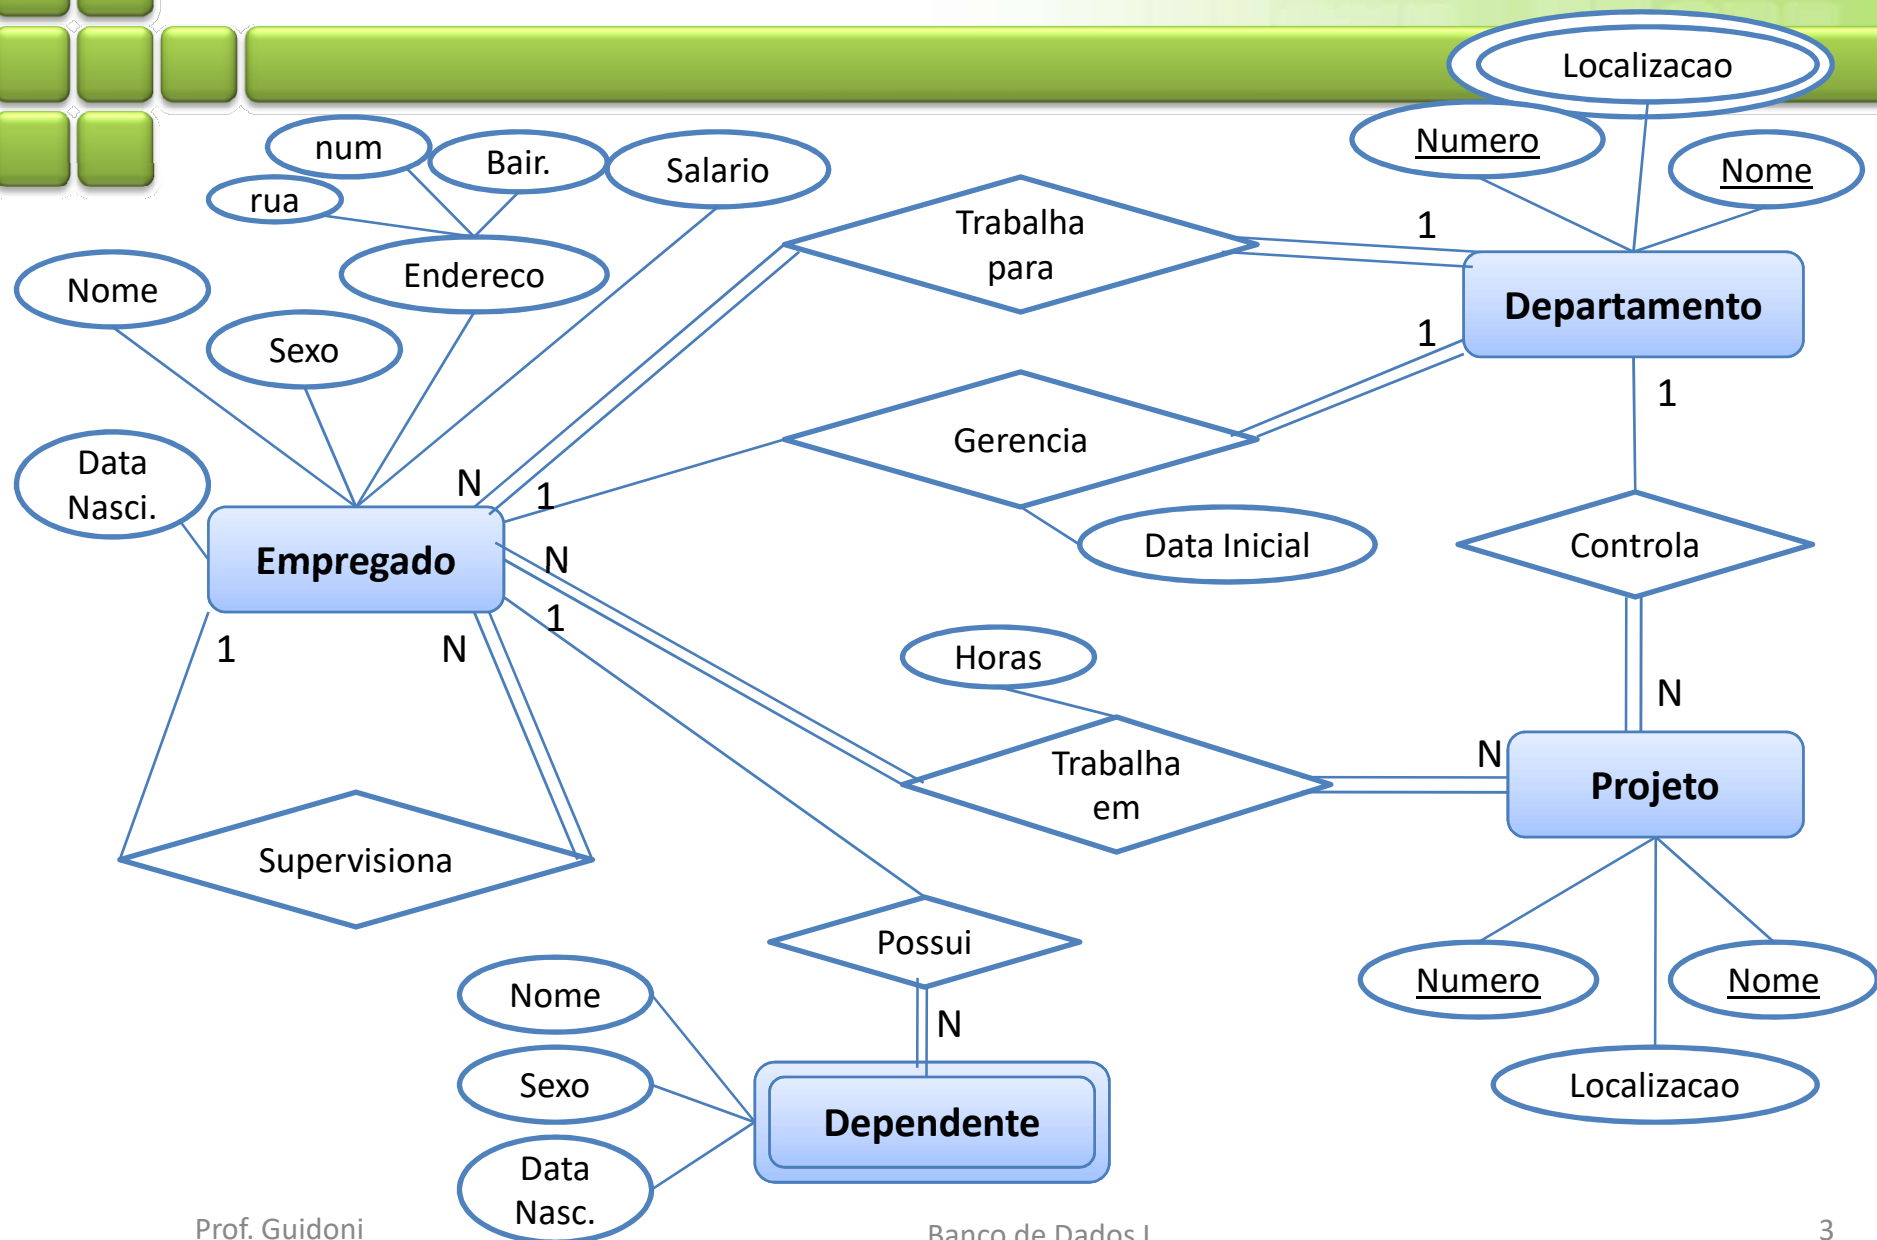 Localizacao
Numero
Nome
num
Bair.
Salario
rua
Endereco
Nome
Sexo
Data
Nasci.
Trabalha
para
1
Departamento
1
1
Gerencia
N
1
Data Inicial
Controla
Empregado
N
1
1
N
Horas
N
Trabalha
em
N
Projeto
Supervisiona
Possui
Numero
Nome
Nome
N
Sexo
Localizacao
Dependente
Data
Nasc.
Prof. Guidoni
Banco de Dados I
3